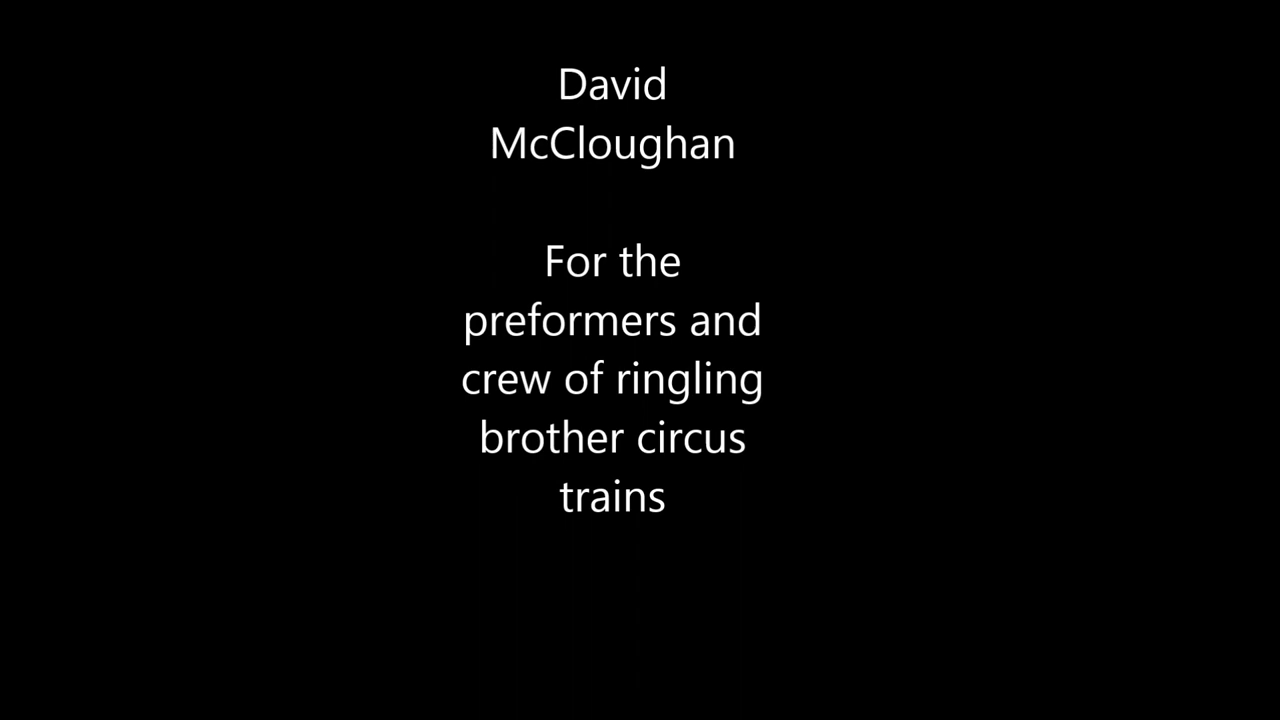 David
McCloughan
For the
preformers and
crew of ringling
brother circus
trains